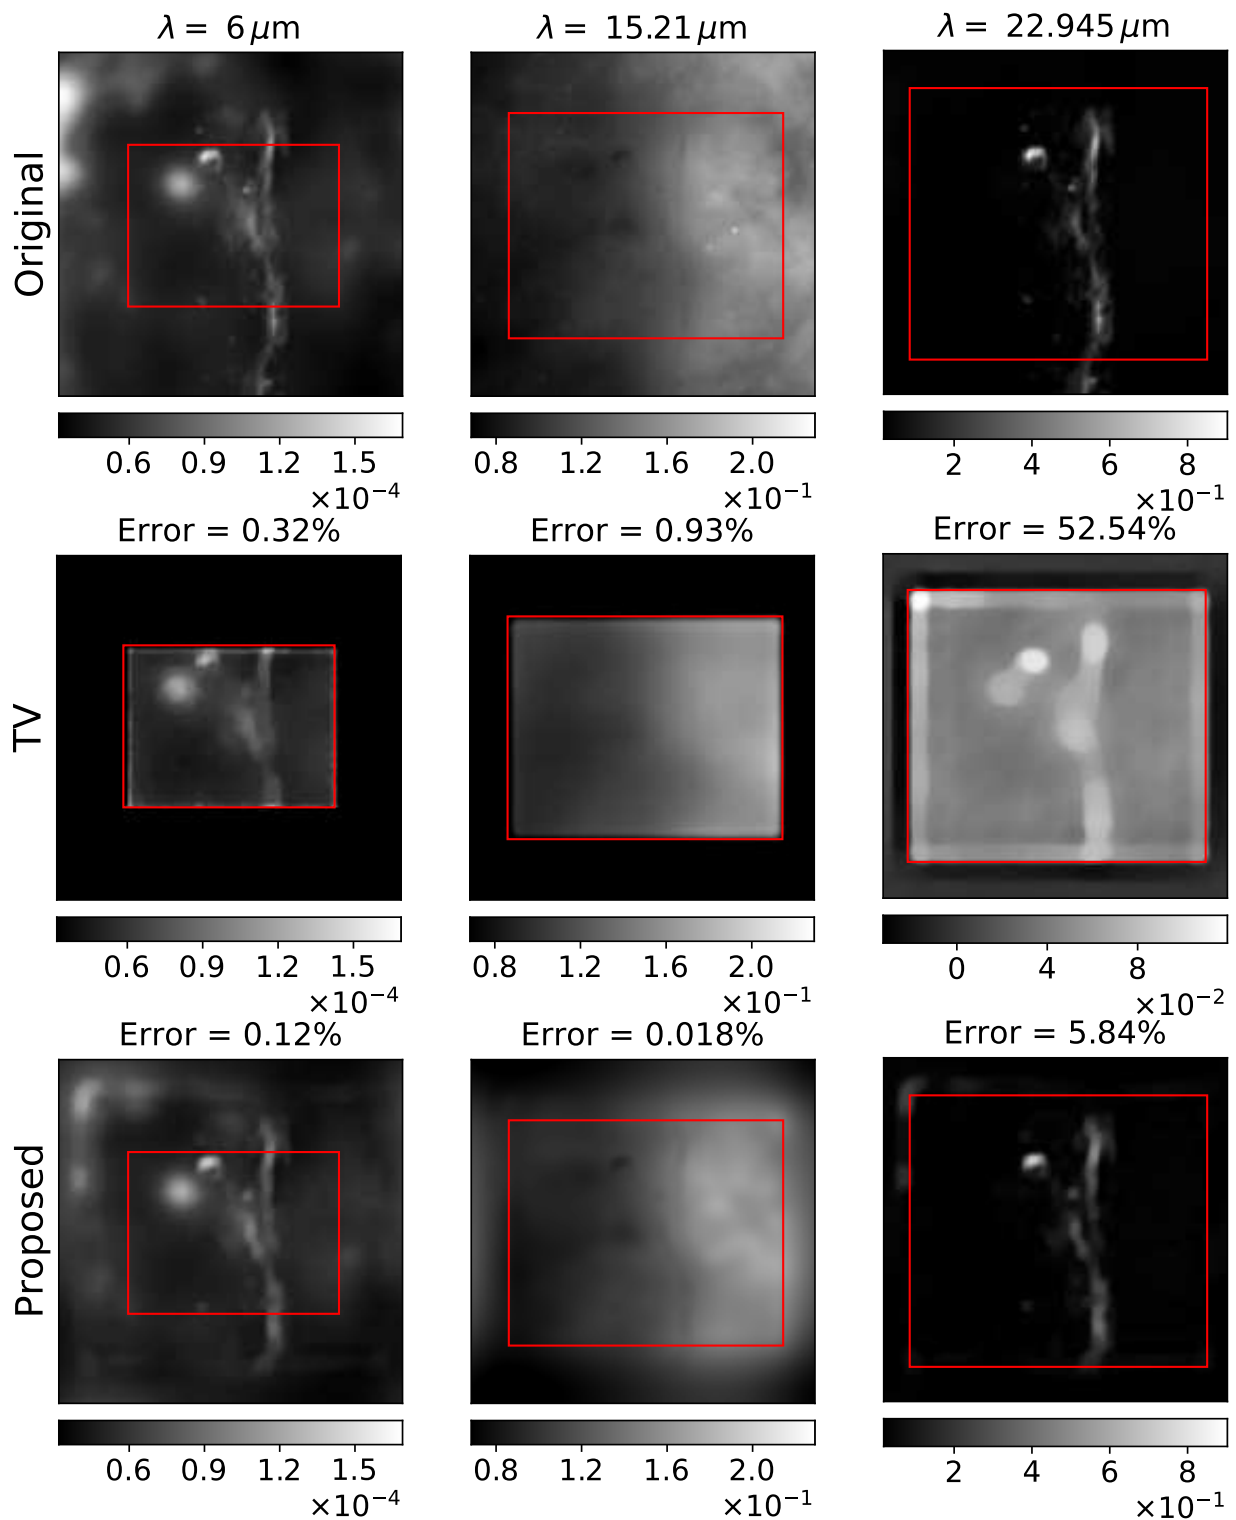 λ = 6 μm
λ = 15.21 μm
λ = 22.945 μm
Original
0.6 0.9 1.2 1.5
×10⁻⁴
0.8 1.2 1.6 2.0
×10⁻¹
2 4 6 8
×10⁻¹
Error = 0.32%
Error = 0.93%
Error = 52.54%
TV
0.6 0.9 1.2 1.5
×10⁻⁴
0.8 1.2 1.6 2.0
×10⁻¹
0 4 8
×10⁻²
Error = 0.12%
Error = 0.018%
Error = 5.84%
Proposed
0.6 0.9 1.2 1.5
×10⁻⁴
0.8 1.2 1.6 2.0
×10⁻¹
2 4 6 8
×10⁻¹